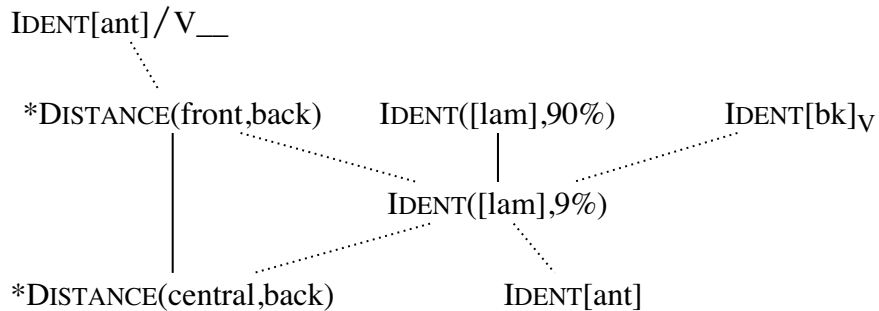 IDENT[ant]/V__
*DISTANCE(front,back) IDENT([lam],90%) IDENT[bk]V
IDENT([lam],9%)
*DISTANCE(central,back) IDENT[ant]